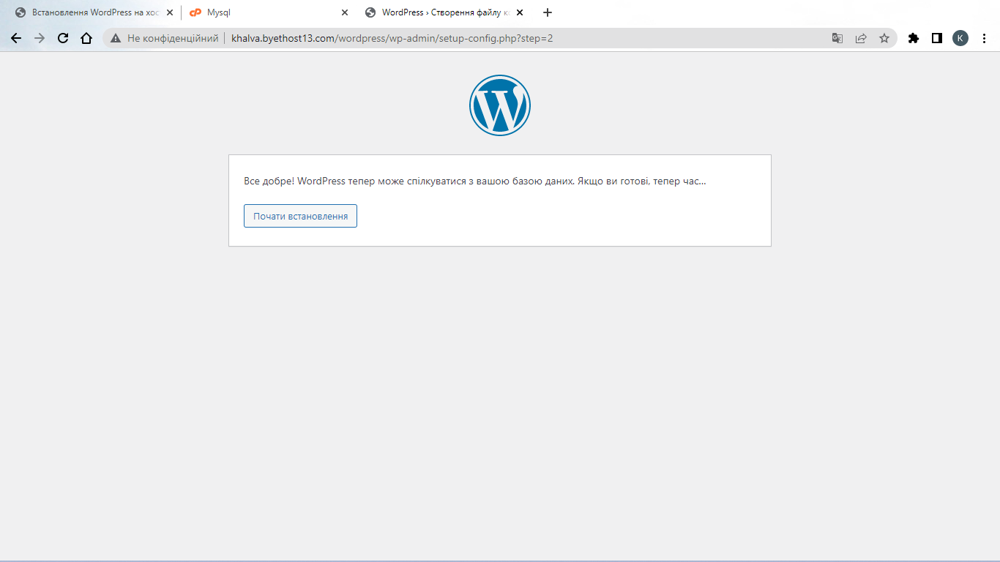 Встановлення WordPress на хос
Mysql
WordPress › Створення файлу к
Не конфіденційний
khalva.byethost13.com/wordpress/wp-admin/setup-config.php?step=2
K
Все добре! WordPress тепер може спілкуватися з вашою базою даних. Якщо ви готові, тепер час…
Почати встановлення